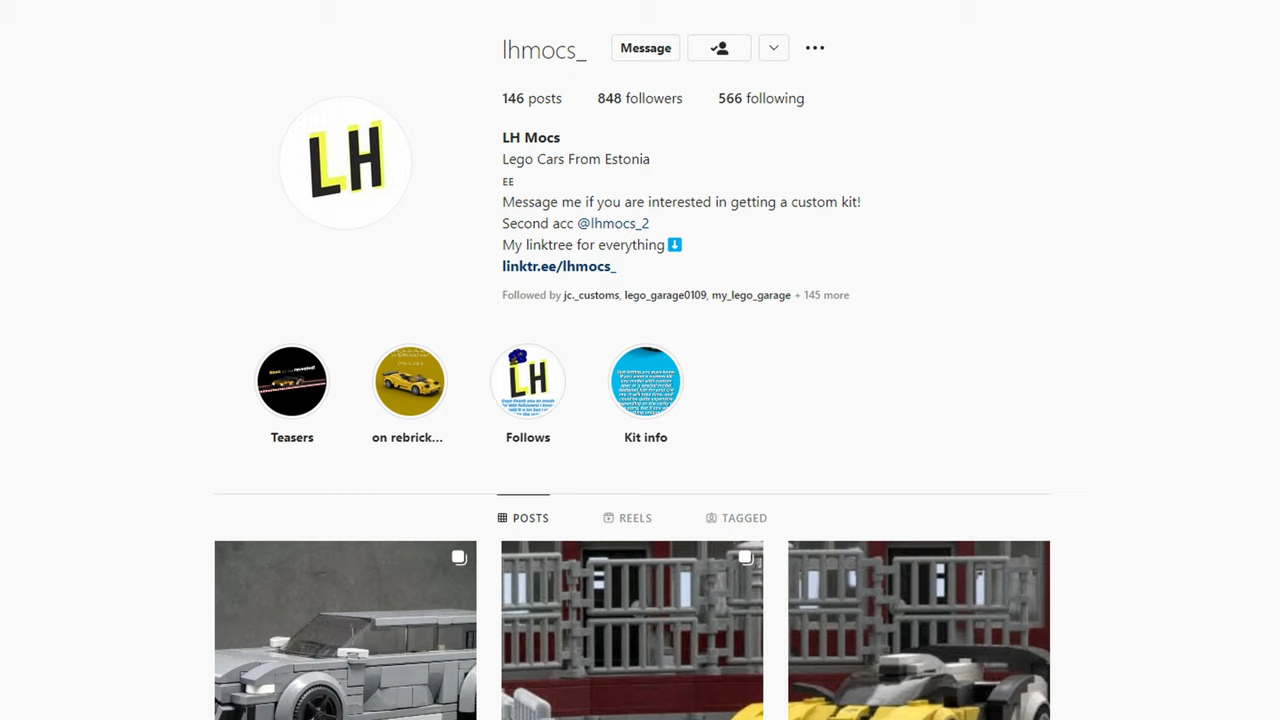 lhmocs_
Message
146 posts 848 followers 566 following
LH
LH Mocs
Lego Cars From Estonia
EE
Message me if you are interested in getting a custom kit!
Second acc @lhmocs_2
My linktree for everything
linktr.ee/lhmocs_
Followed by jc._customs, lego_garage0109, my_lego_garage + 145 more
LH
Teasers
on rebrick...
Follows
Kit info
POSTS REELS TAGGED